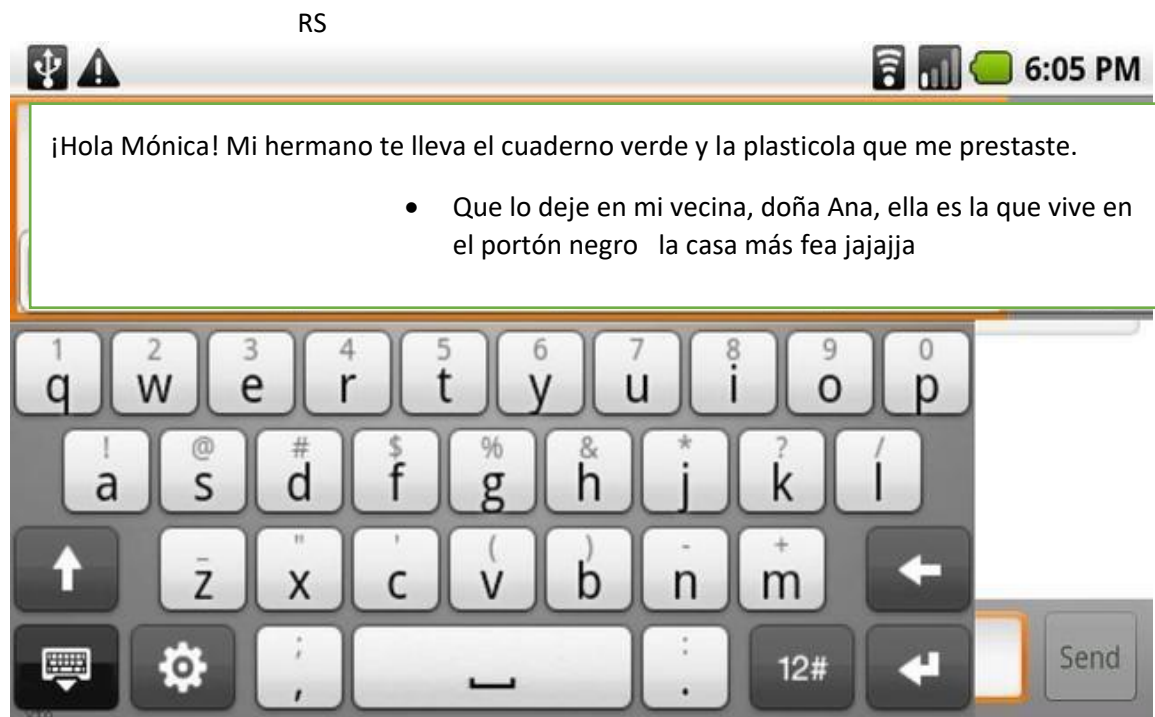 RS
6:05 PM
¡Hola Mónica! Mi hermano te lleva el cuaderno verde y la plasticola que me prestaste.
• Que lo deje en mi vecina, doña Ana, ella es la que vive en
el portón negro la casa más fea jajajja
1 2 3 4 5 6 7 8 9 0
q w e r t y u i o p
! @ # $ % & * ? /
a s d f g h j k l
_ " ' ( ) - +
z x c v b n m
; :
, . 12# Send